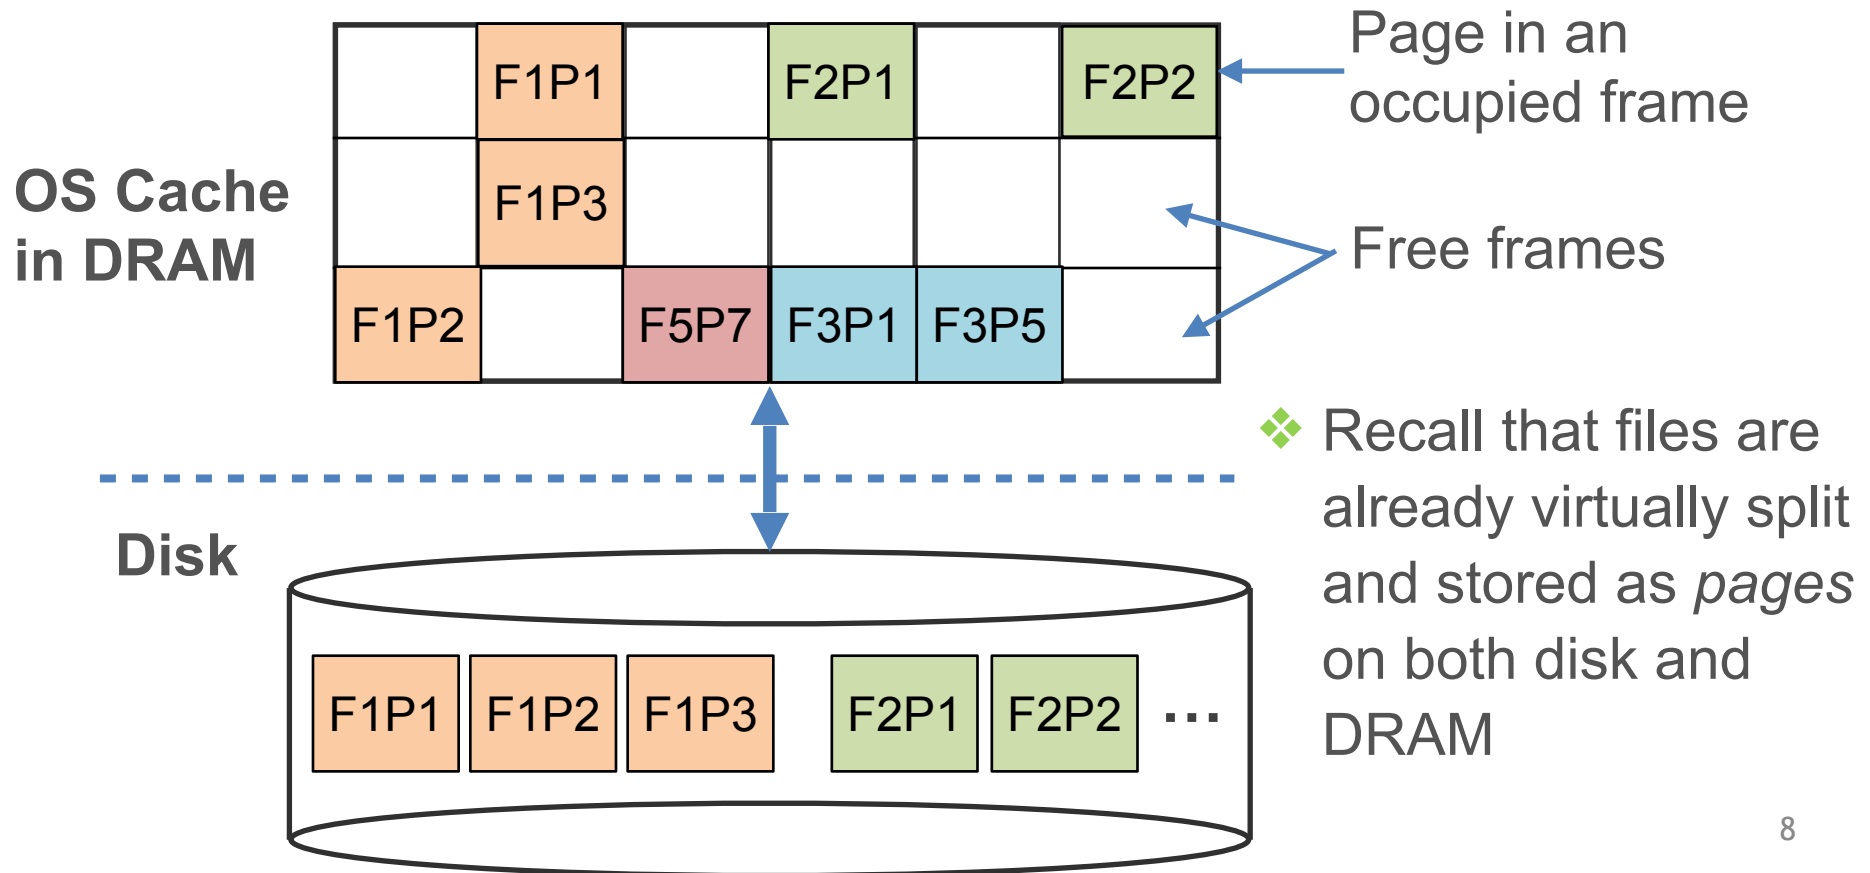 F1P1 F2P1 F2P2
Page in an
occupied frame
OS Cache
in DRAM
F1P3
Free frames
F1P2 F5P7 F3P1 F3P5
❖ Recall that files are
already virtually split
and stored as pages
on both disk and
DRAM
Disk
F1P1 F1P2 F1P3 F2P1 F2P2 ...
8